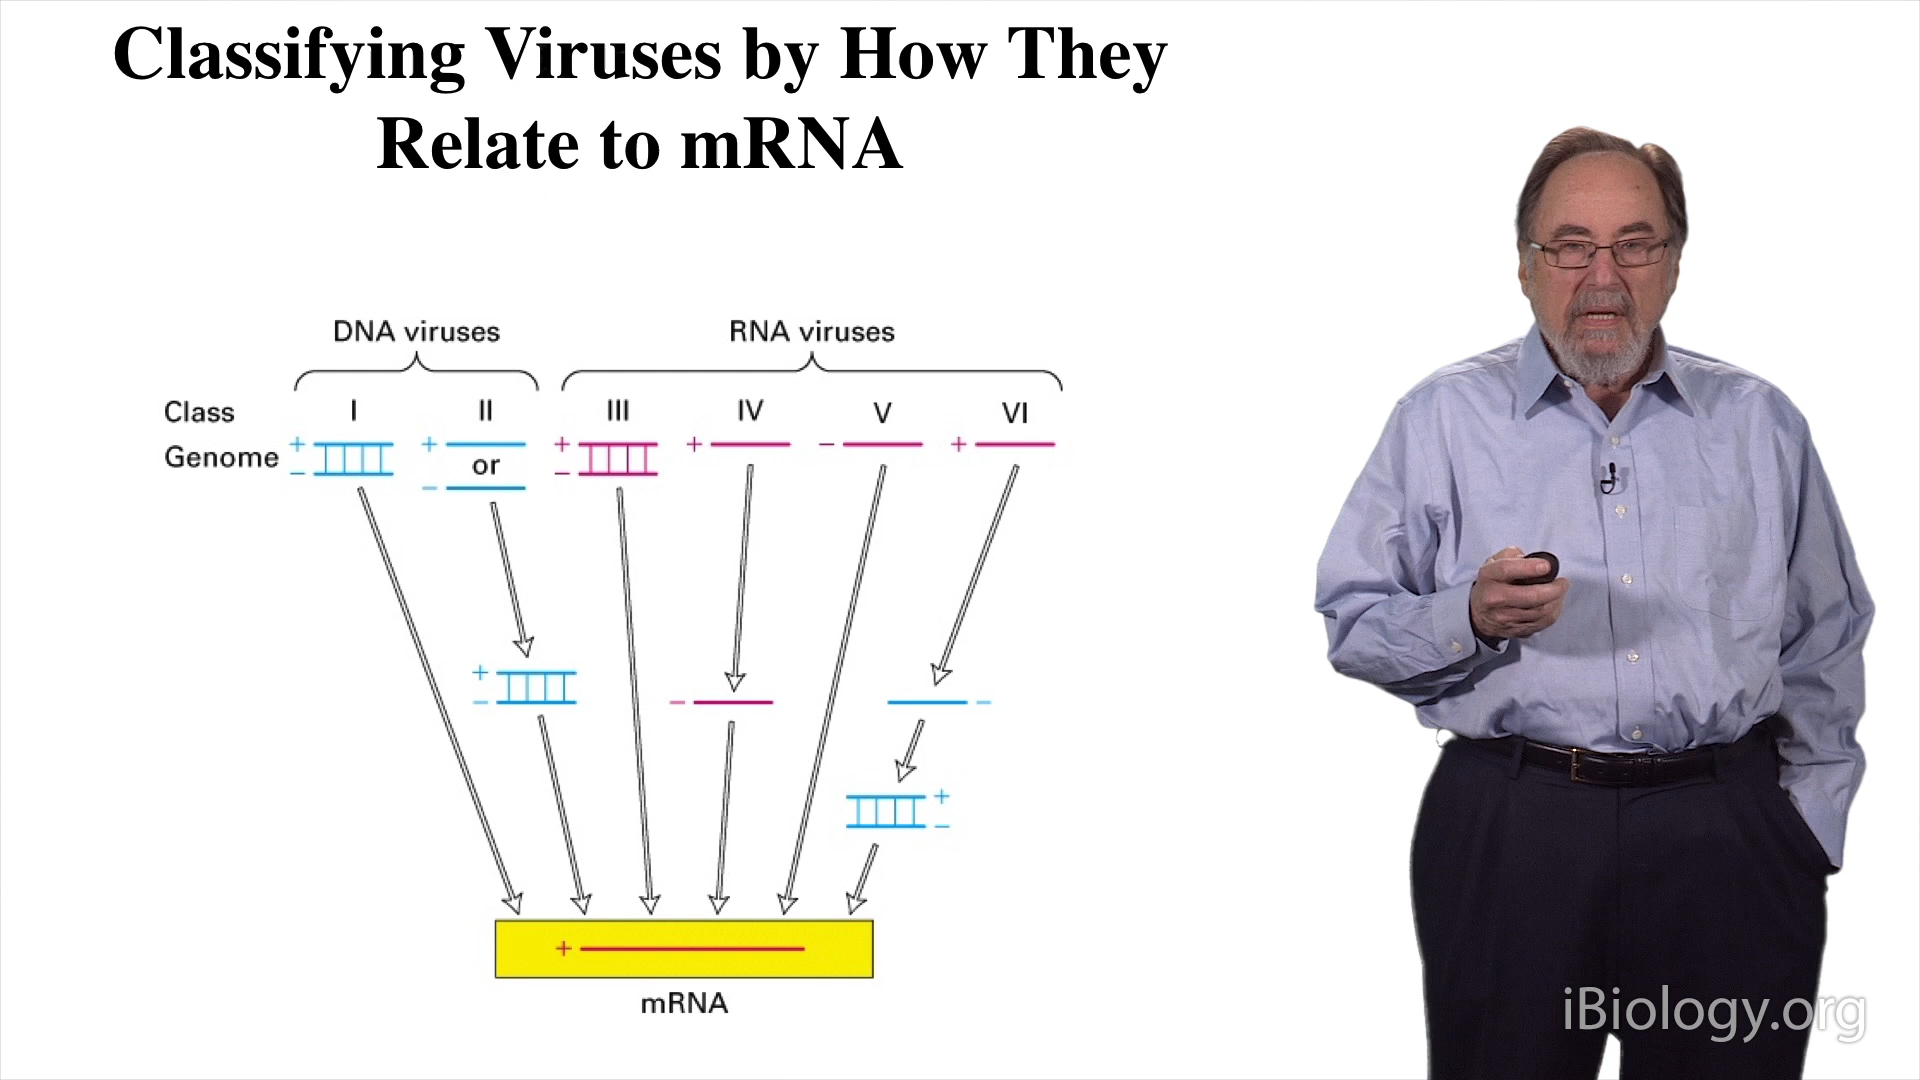 Classifying Viruses by How They
Relate to mRNA
DNA viruses RNA viruses
Class I II III IV V VI
Genome + − + or − + − + − +
+ − − −
+ −
+
mRNA
iBiology.org